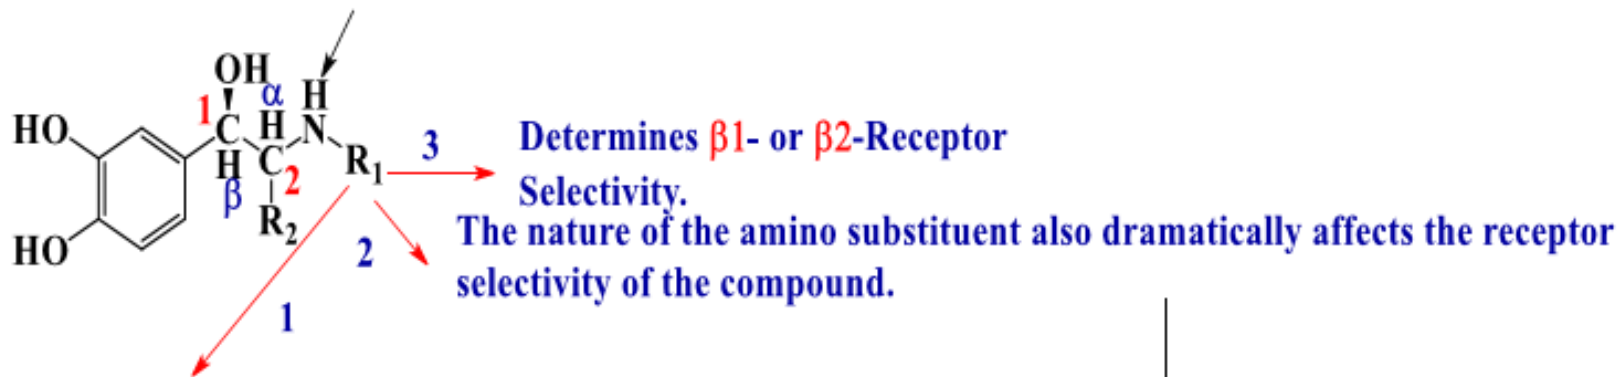 OH
α
H
1
C
H
N
HO
H
β
C
2
R₁
3
Determines β1- or β2-Receptor
Selectivity.
R₂
HO
2
The nature of the amino substituent also dramatically affects the receptor
selectivity of the compound.
1